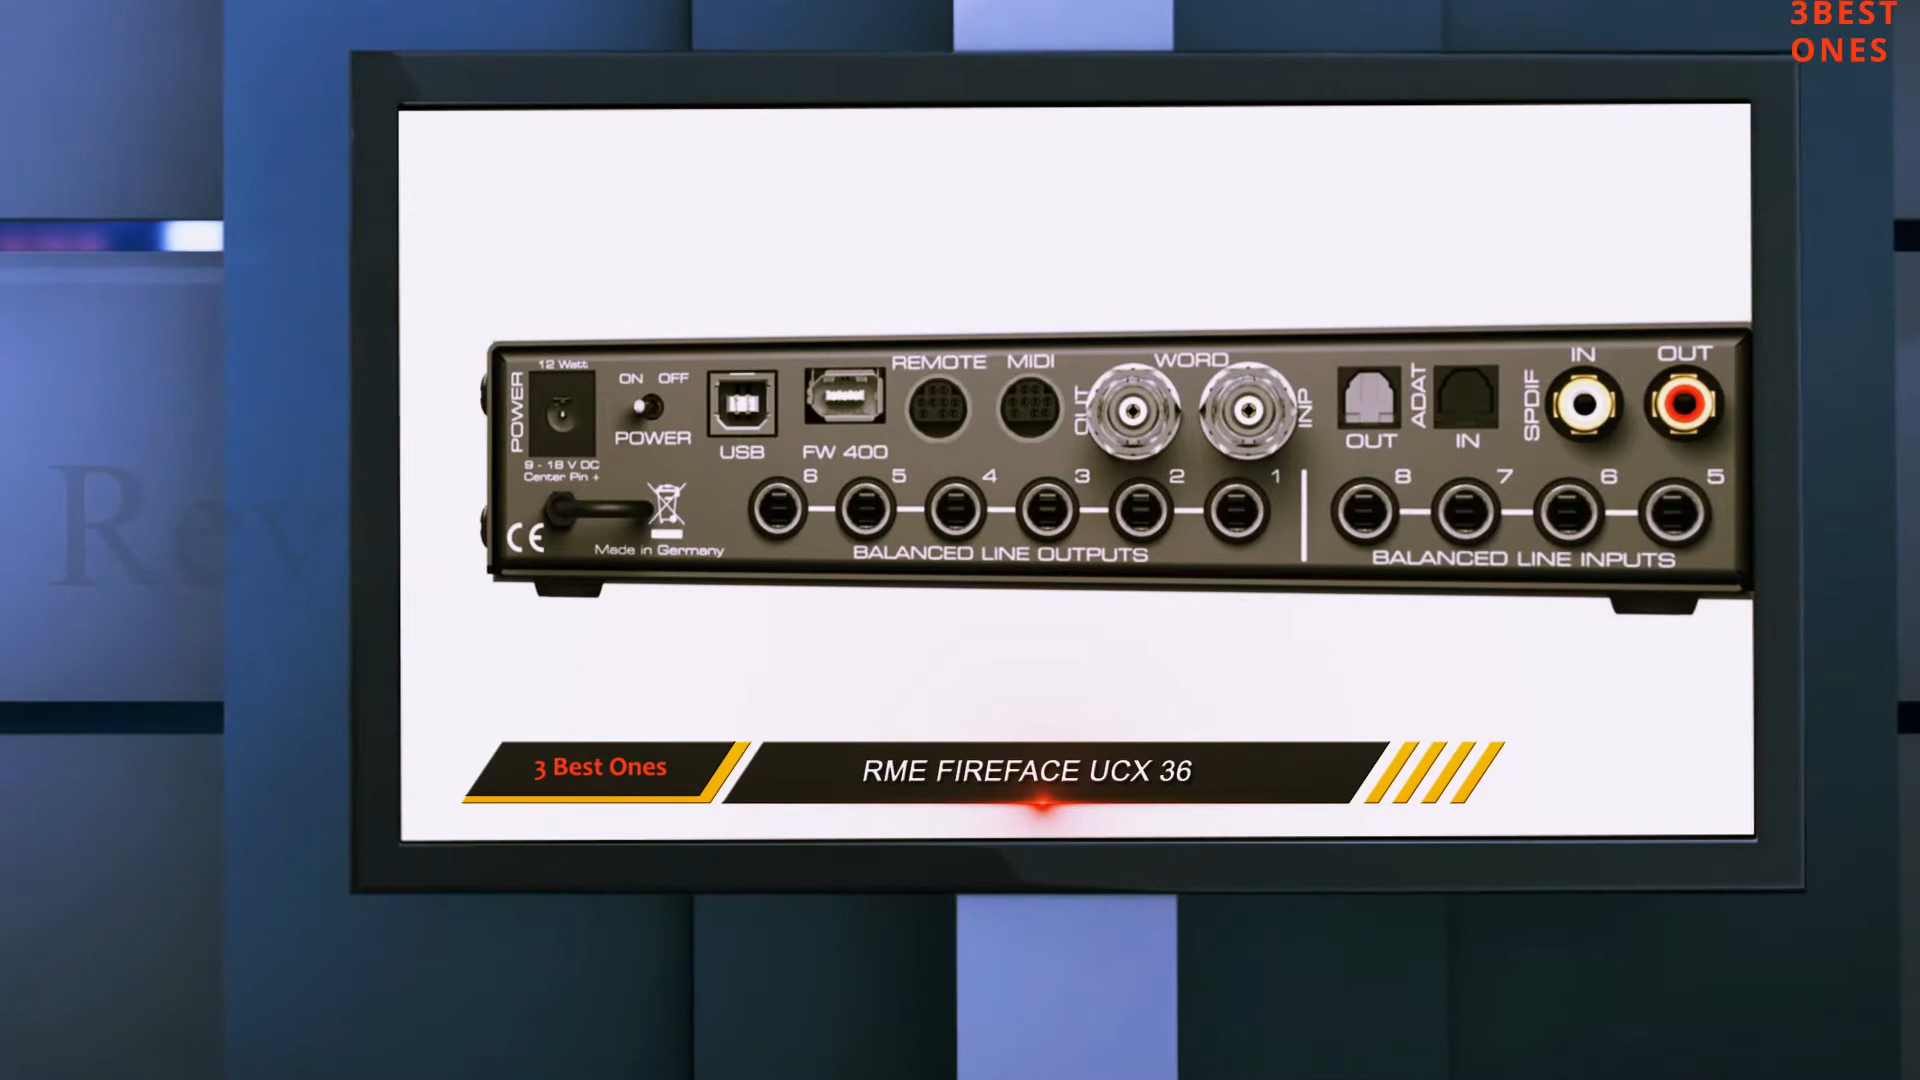 3BEST
ONES
12 Watt
POWER
9 - 18 V DC
Center Pin +
ON OFF
POWER
USB
FW 400
REMOTE
MIDI
OUT
WORD
INP
OUT
ADAT
IN
SPDIF
IN
OUT
6 5 4 3 2 1
8 7 6 5
CE
Made in Germany
BALANCED LINE OUTPUTS
BALANCED LINE INPUTS
Rev
3 Best Ones
RME FIREFACE UCX 36